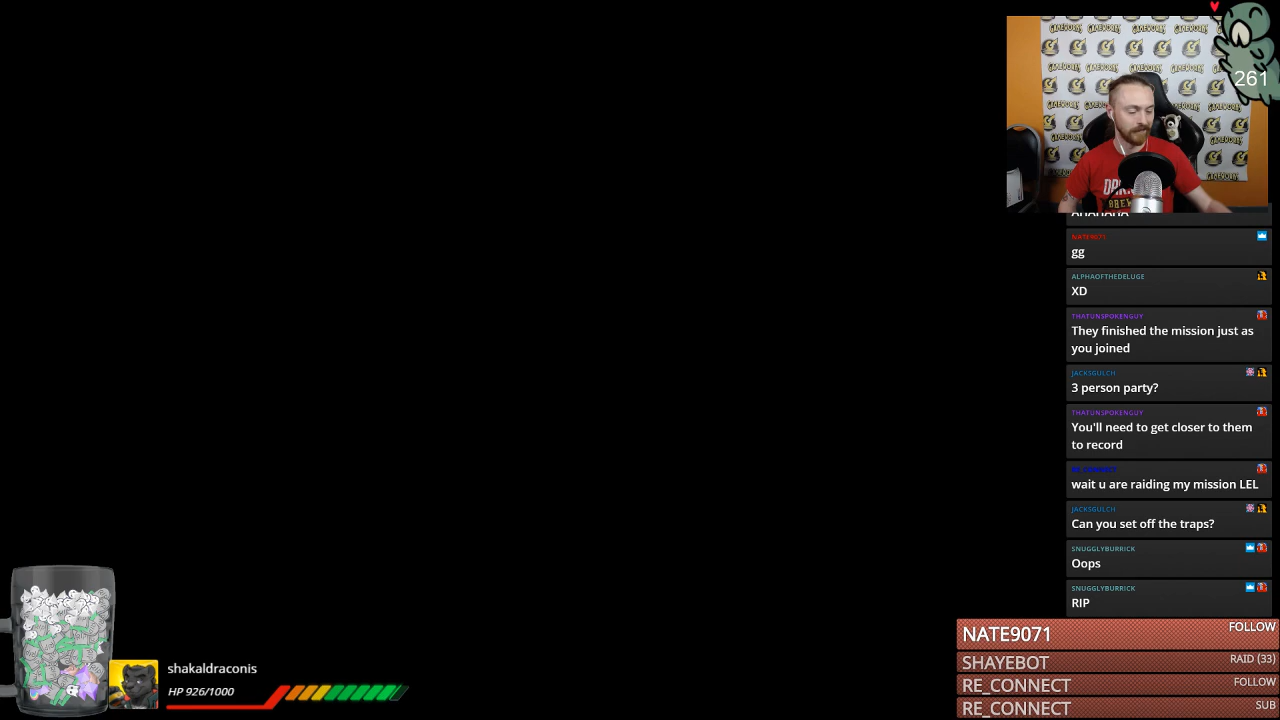 261
NATE9071
gg
ALPHAOFTHEDELUGE
XD
THATUNSPOKENGUY
They finished the mission just as
you joined
JACKSGULCH
3 person party?
THATUNSPOKENGUY
You'll need to get closer to them
to record
RE_CONNECT
wait u are raiding my mission LEL
JACKSGULCH
Can you set off the traps?
SNUGGLYBURRICK
Oops
SNUGGLYBURRICK
RIP
NATE9071 FOLLOW
SHAYEBOT RAID (33)
RE_CONNECT FOLLOW
RE_CONNECT SUB
shakaldraconis
HP 926/1000